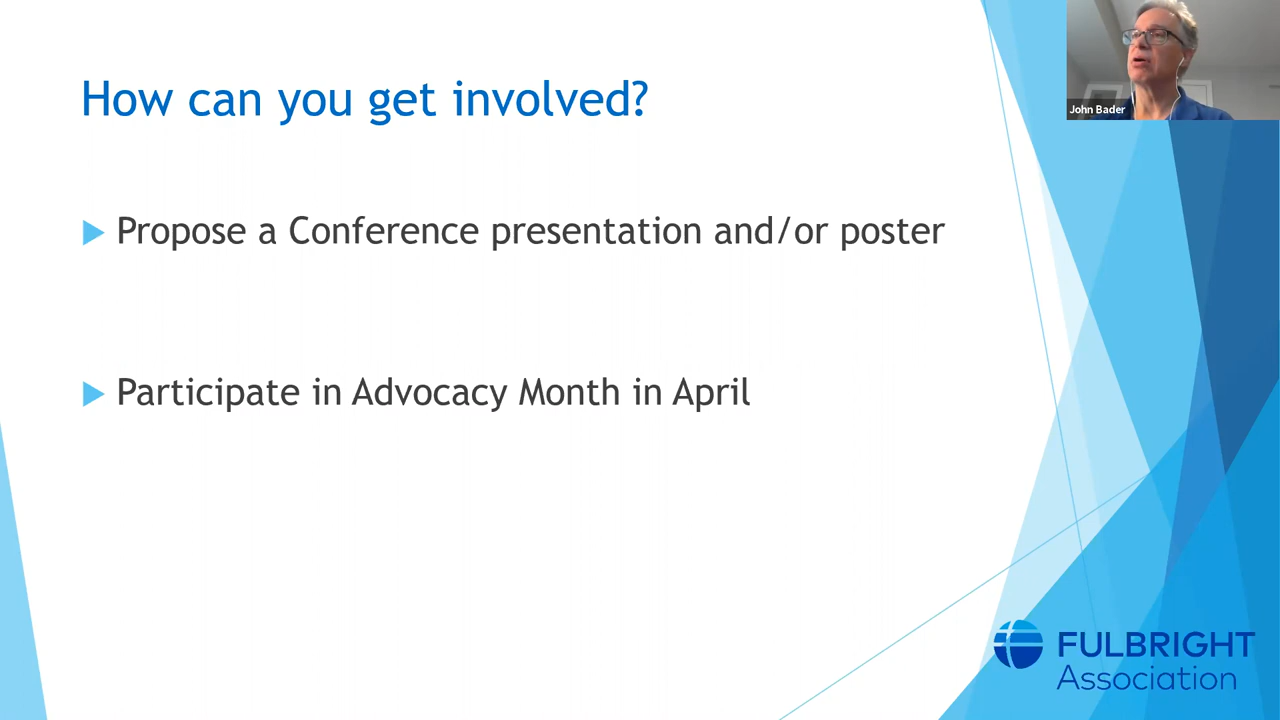 How can you get involved?
John Bader
Propose a Conference presentation and/or poster
Participate in Advocacy Month in April
FULBRIGHT
Association